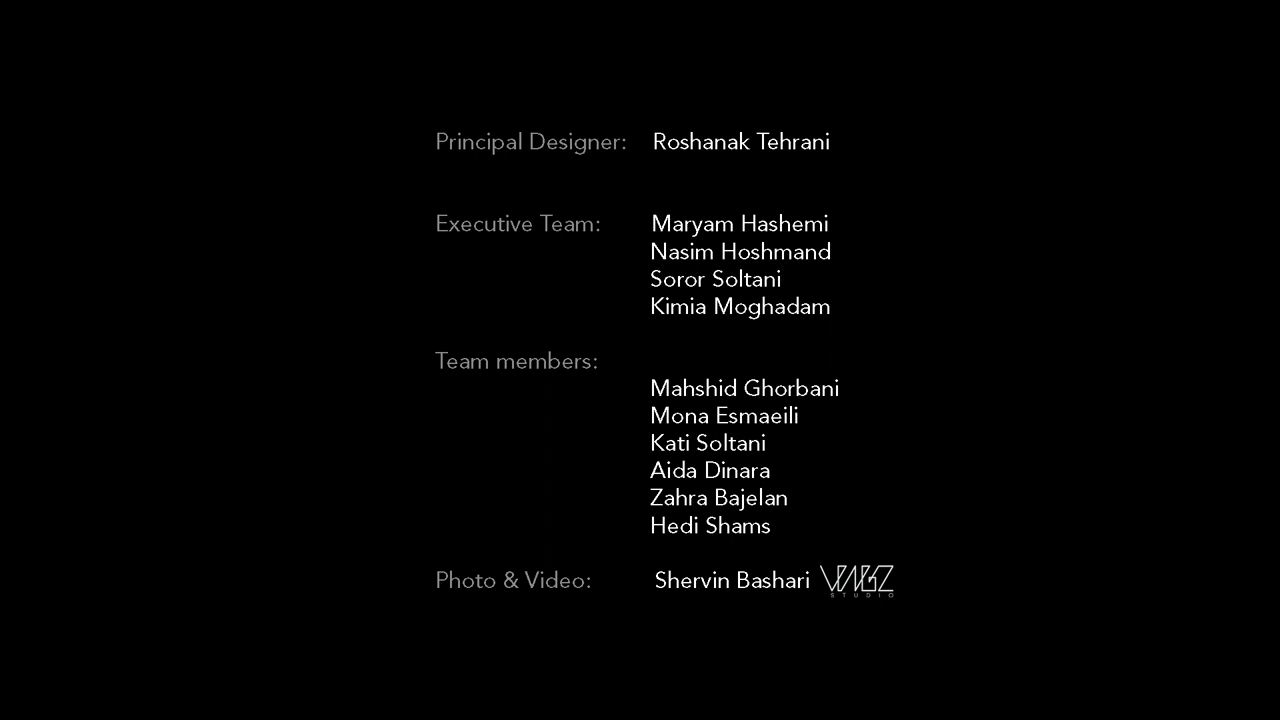 Principal Designer: Roshanak Tehrani
Executive Team: Maryam Hashemi
Nasim Hoshmand
Soror Soltani
Kimia Moghadam
Team members:
Mahshid Ghorbani
Mona Esmaeili
Kati Soltani
Aida Dinara
Zahra Bajelan
Hedi Shams
Photo & Video: Shervin Bashari
STUDIO